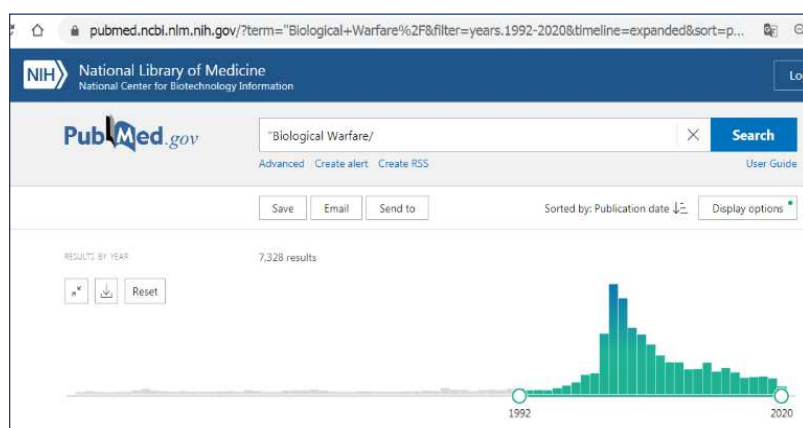 pubmed.ncbi.nlm.nih.gov/?term="Biological+Warfare%2F&filter=years.1992-2020&timeline=expanded&sort=p...
NIH National Library of Medicine
National Center for Biotechnology Information
Lo
PubMed.gov
"Biological Warfare/
Search
Advanced Create alert Create RSS
User Guide
Save Email Send to
Sorted by: Publication date
Display options
RESULTS BY YEAR
7,328 results
Reset
1992
2020